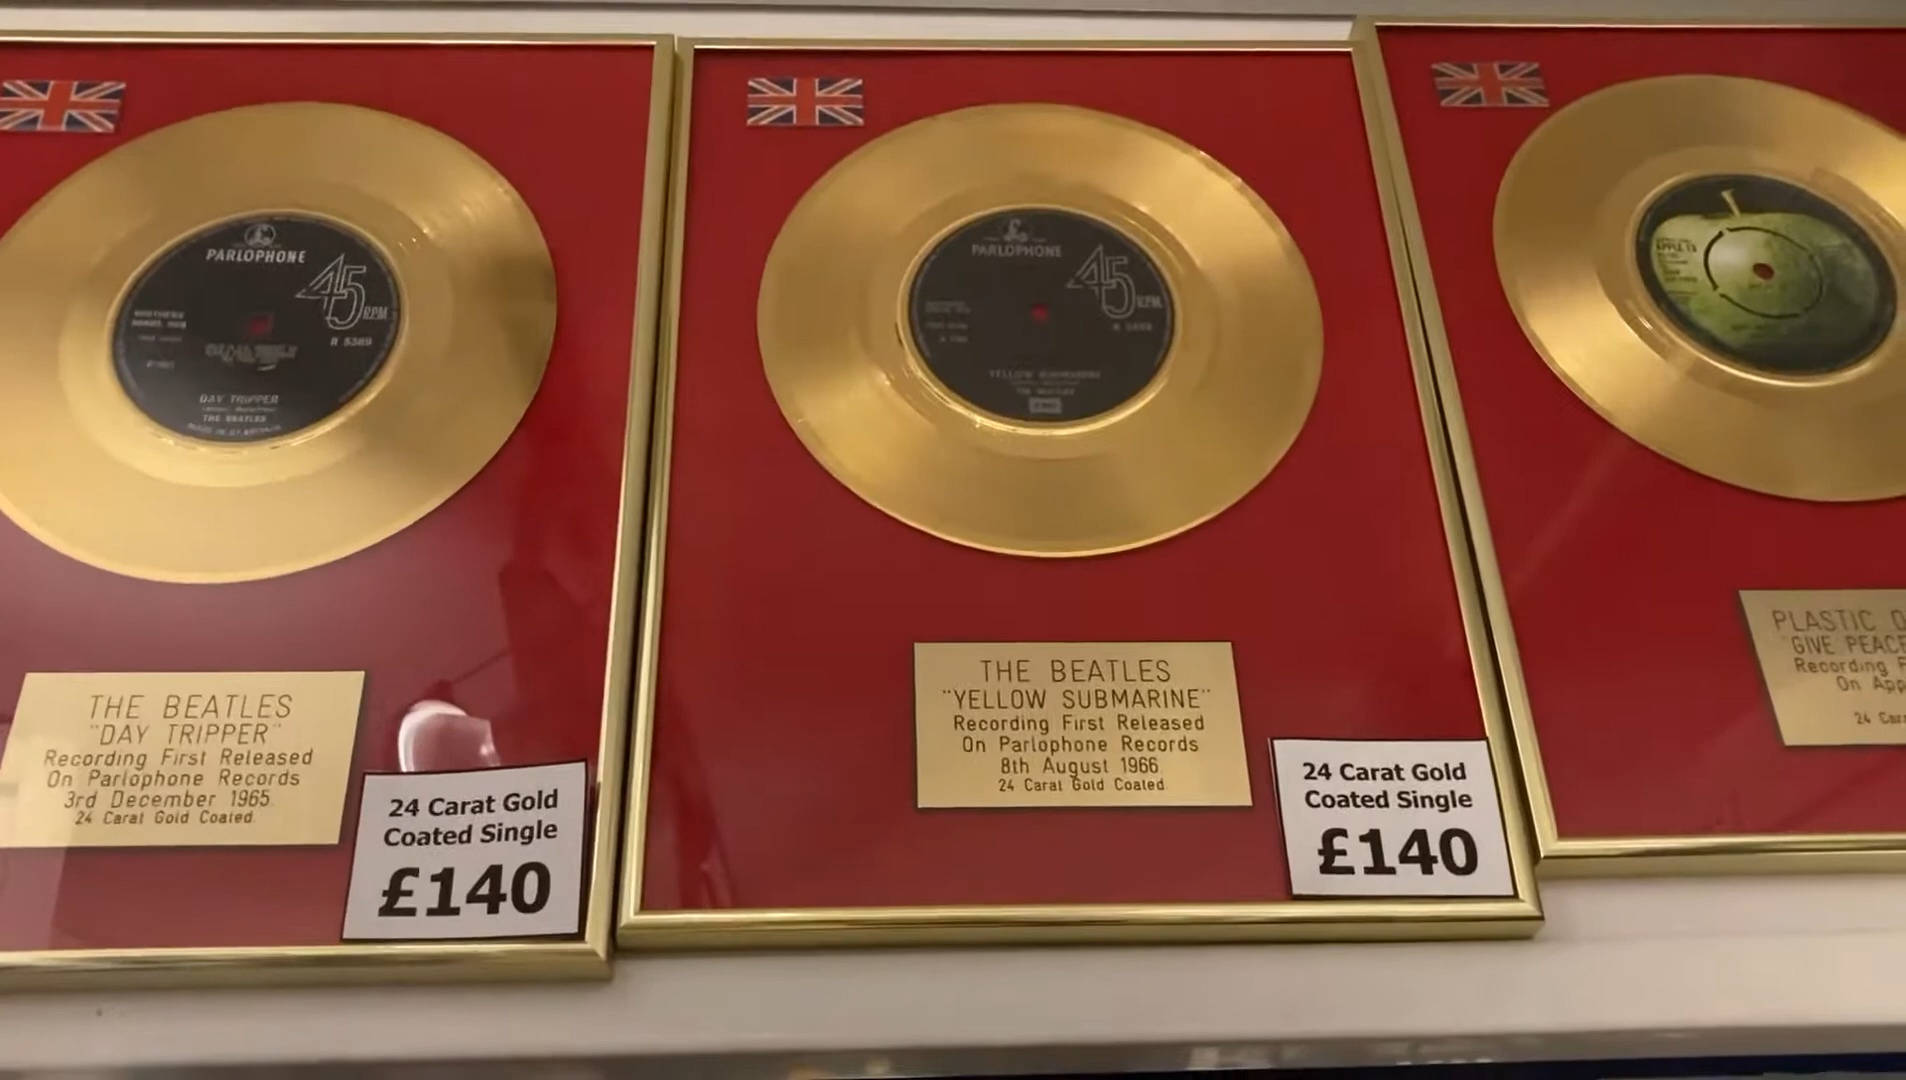 PARLOPHONE
45
RPM
R 5389
DAY TRIPPER
THE BEATLES
THE BEATLES
"DAY TRIPPER"
Recording First Released
On Parlophone Records
3rd December 1965
24 Carat Gold Coated
24 Carat Gold
Coated Single
£140
PARLOPHONE
45
RPM
YELLOW SUBMARINE
THE BEATLES
THE BEATLES
"YELLOW SUBMARINE"
Recording First Released
On Parlophone Records
8th August 1966
24 Carat Gold Coated
24 Carat Gold
Coated Single
£140
PLASTIC
"GIVE PEACE
Recording
On
24